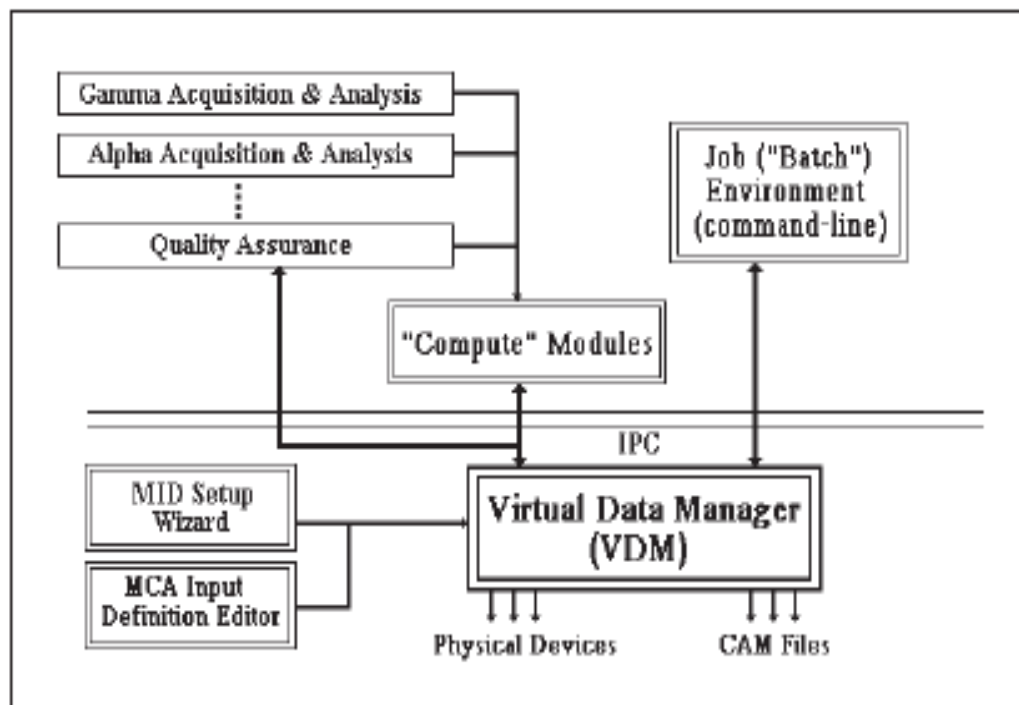 Gamma Acquisition & Analysis
Alpha Acquisition & Analysis
Quality Assurance
Job ("Batch")
Environment
(command-line)
"Compute" Modules
IPC
MID Setup
Wizard
MCA Input
Definition Editor
Virtual Data Manager
(VDM)
Physical Devices
CAM Files